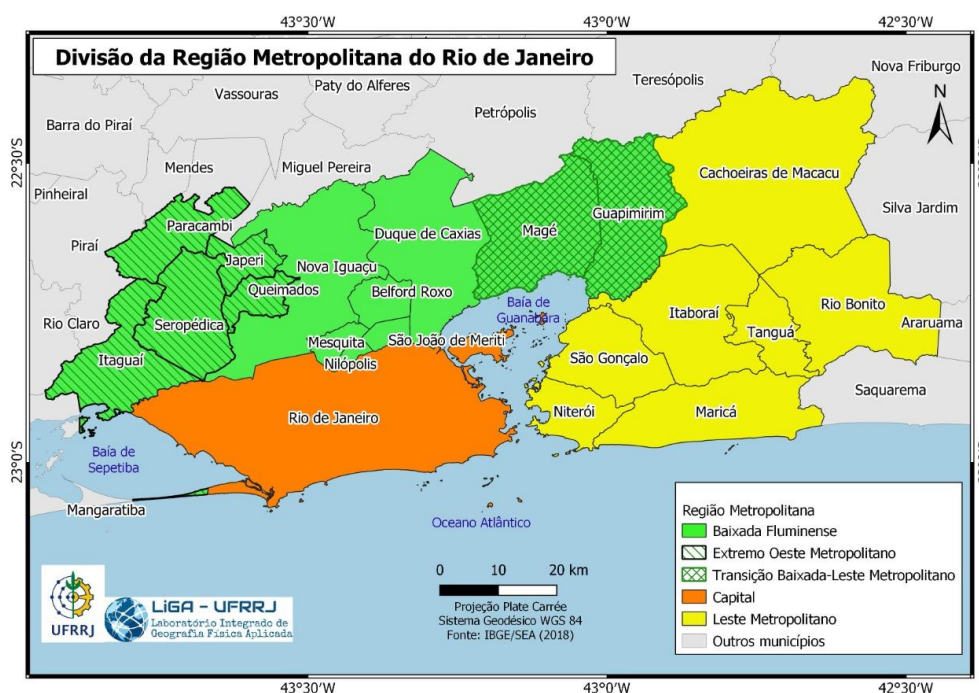 43°30'W
43°0'W
42°30'W
Divisão da Região Metropolitana do Rio de Janeiro
Nova Friburgo
Teresópolis
Paty do Alferes
Vassouras
Petrópolis
N
Barra do Piraí
22°30'S
Mendes
Miguel Pereira
Cachoeiras de Macacu
Pinheiral
Silva Jardim
Guapimirim
Paracambi
Magé
Duque de Caxias
Piraí
Japeri
Nova Iguaçu
Queimados
Belford Roxo
Baía de
Guanabara
Rio Bonito
Itaboraí
Rio Claro
Seropédica
Araruama
Tanguá
Mesquita
São João de Meriti
Itaguaí
Nilópolis
São Gonçalo
Saquarema
Rio de Janeiro
Niterói
Maricá
Baía de
Sepetiba
23°0'S
Mangaratiba
Oceano Atlântico
Região Metropolitana
Baixada Fluminense
Extremo Oeste Metropolitano
Transição Baixada-Leste Metropolitano
Capital
Leste Metropolitano
Outros municípios
0 10 20 km
Projeção Plate Carrée
Sistema Geodésico WGS 84
Fonte: IBGE/SEA (2018)
UFRRJ
LiGA - UFRRJ
Laboratório Integrado de
Geografia Física Aplicada
43°30'W
43°0'W
42°30'W